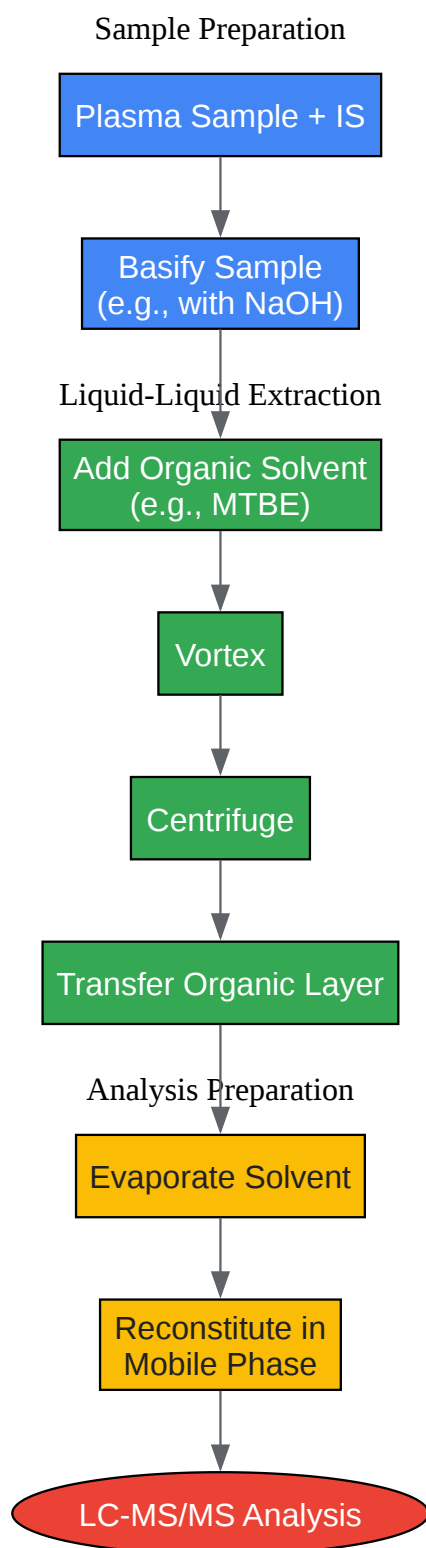 Sample Preparation
Plasma Sample + IS
Basify Sample
(e.g., with NaOH)
Liquid-Liquid Extraction
Add Organic Solvent
(e.g., MTBE)
Vortex
Centrifuge
Transfer Organic Layer
Analysis Preparation
Evaporate Solvent
Reconstitute in
Mobile Phase
LC-MS/MS Analysis